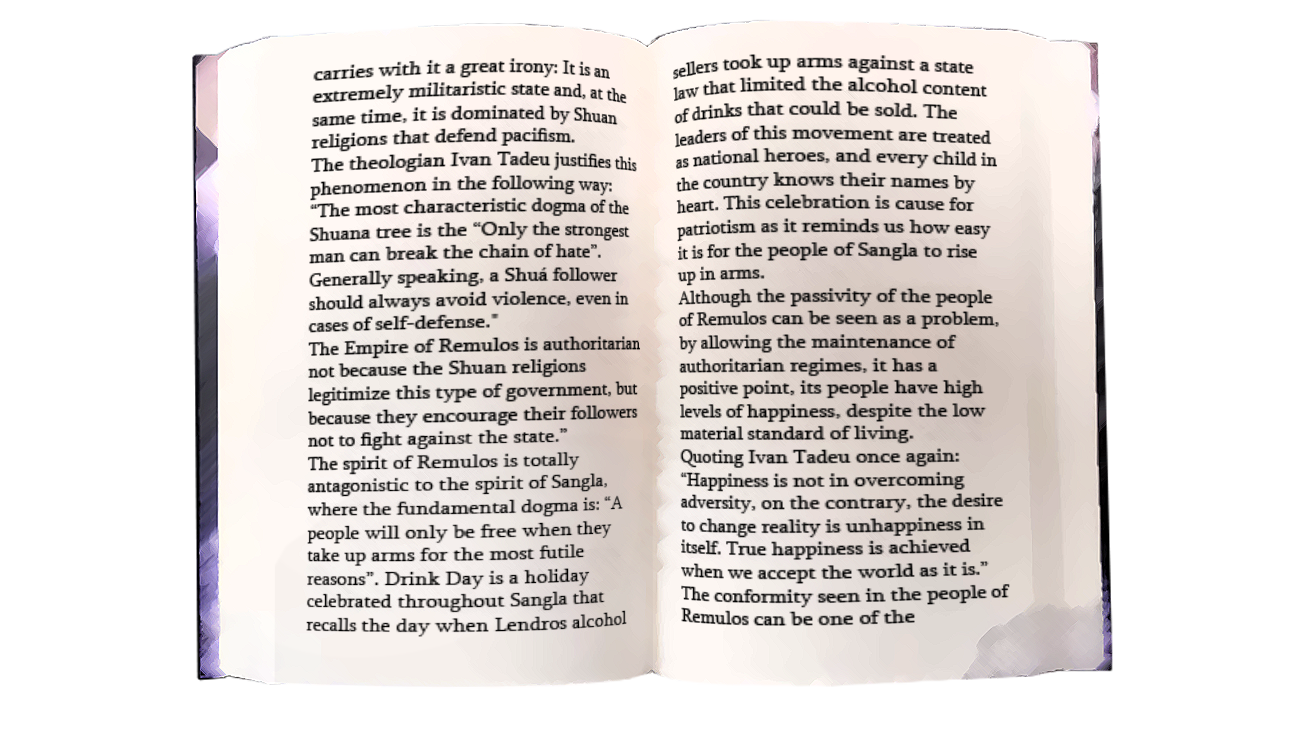 carries with it a great irony: It is an
extremely militaristic state and, at the
same time, it is dominated by Shuan
religions that defend pacifism.
The theologian Ivan Tadeu justifies this
phenomenon in the following way:
“The most characteristic dogma of the
Shuana tree is the “Only the strongest
man can break the chain of hate”.
Generally speaking, a Shuá follower
should always avoid violence, even in
cases of self-defense."
The Empire of Remulos is authoritarian
not because the Shuan religions
legitimize this type of government, but
because they encourage their followers
not to fight against the state.”
The spirit of Remulos is totally
antagonistic to the spirit of Sangla,
where the fundamental dogma is: “A
people will only be free when they
take up arms for the most futile
reasons”. Drink Day is a holiday
celebrated throughout Sangla that
recalls the day when Lendros alcohol
sellers took up arms against a state
law that limited the alcohol content
of drinks that could be sold. The
leaders of this movement are treated
as national heroes, and every child in
the country knows their names by
heart. This celebration is cause for
patriotism as it reminds us how easy
it is for the people of Sangla to rise
up in arms.
Although the passivity of the people
of Remulos can be seen as a problem,
by allowing the maintenance of
authoritarian regimes, it has a
positive point, its people have high
levels of happiness, despite the low
material standard of living.
Quoting Ivan Tadeu once again:
“Happiness is not in overcoming
adversity, on the contrary, the desire
to change reality is unhappiness in
itself. True happiness is achieved
when we accept the world as it is.”
The conformity seen in the people of
Remulos can be one of the